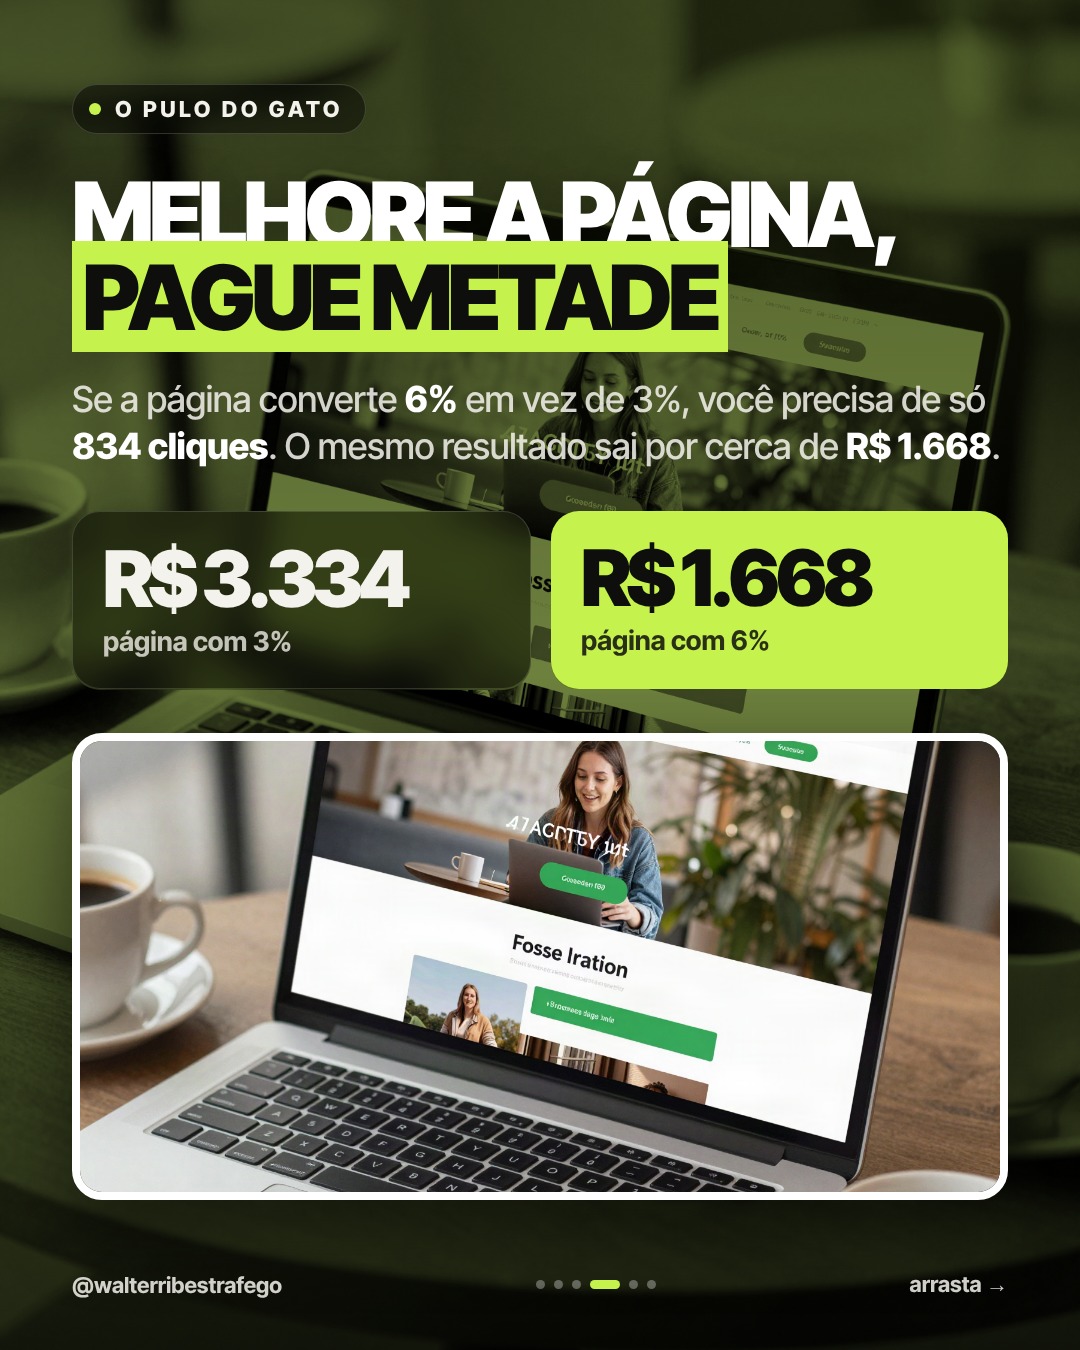 O PULO DO GATO
MELHORE A PÁGINA,
PAGUE METADE
Se a página converte 6% em vez de 3%, você precisa de só
834 cliques. O mesmo resultado sai por cerca de R$ 1.668.
R$ 3.334
página com 3%
R$ 1.668
página com 6%
Fosse Iration
@walterribestrafego
arrasta →